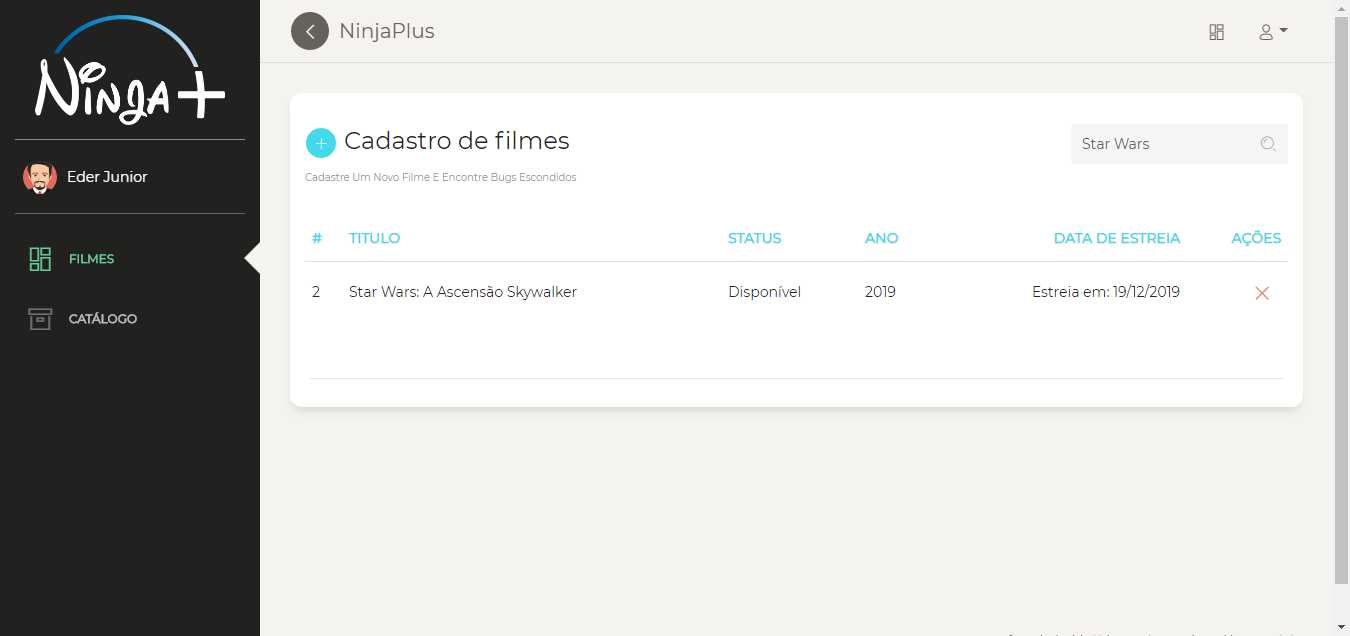 Ninja+
Eder Junior
FILMES
CATÁLOGO
NinjaPlus
Cadastro de filmes
Star Wars
Cadastre Um Novo Filme E Encontre Bugs Escondidos
# TITULO STATUS ANO DATA DE ESTREIA AÇÕES
2 Star Wars: A Ascensão Skywalker Disponível 2019 Estreia em: 19/12/2019